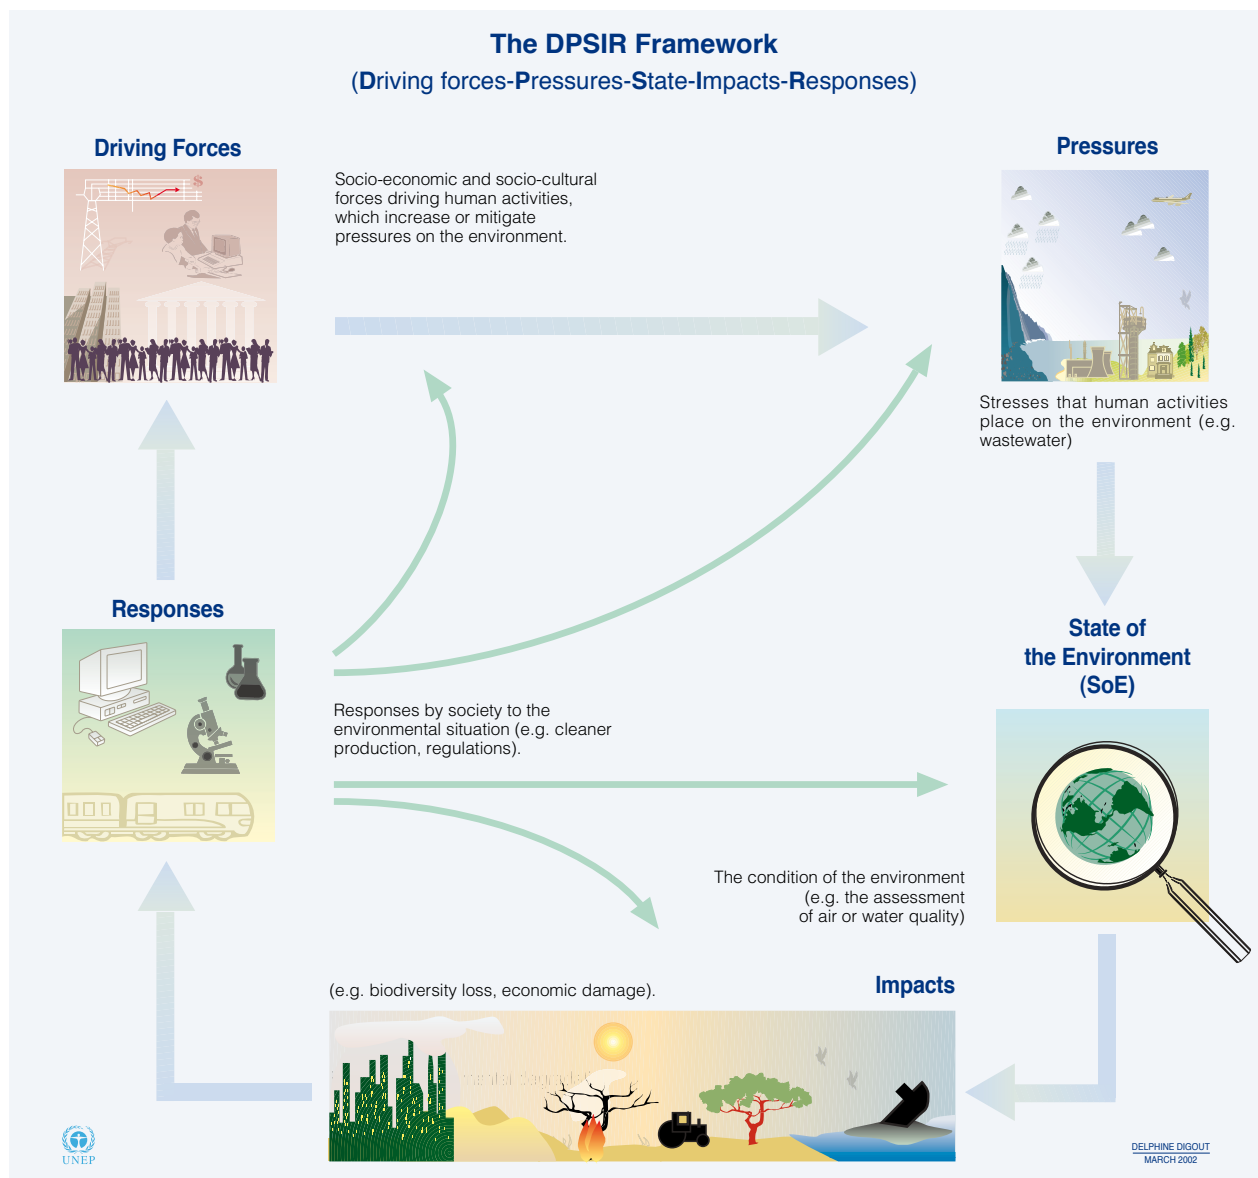 The DPSIR Framework
(Driving forces-Pressures-State-Impacts-Responses)
Driving Forces
$
Socio-economic and socio-cultural
forces driving human activities,
which increase or mitigate
pressures on the environment.
Pressures
Stresses that human activities
place on the environment (e.g.
wastewater)
Responses
Responses by society to the
environmental situation (e.g. cleaner
production, regulations).
State of
the Environment
(SoE)
The condition of the environment
(e.g. the assessment
of air or water quality)
(e.g. biodiversity loss, economic damage).
Impacts
UNEP
DELPHINE DIGOUT
MARCH 2002